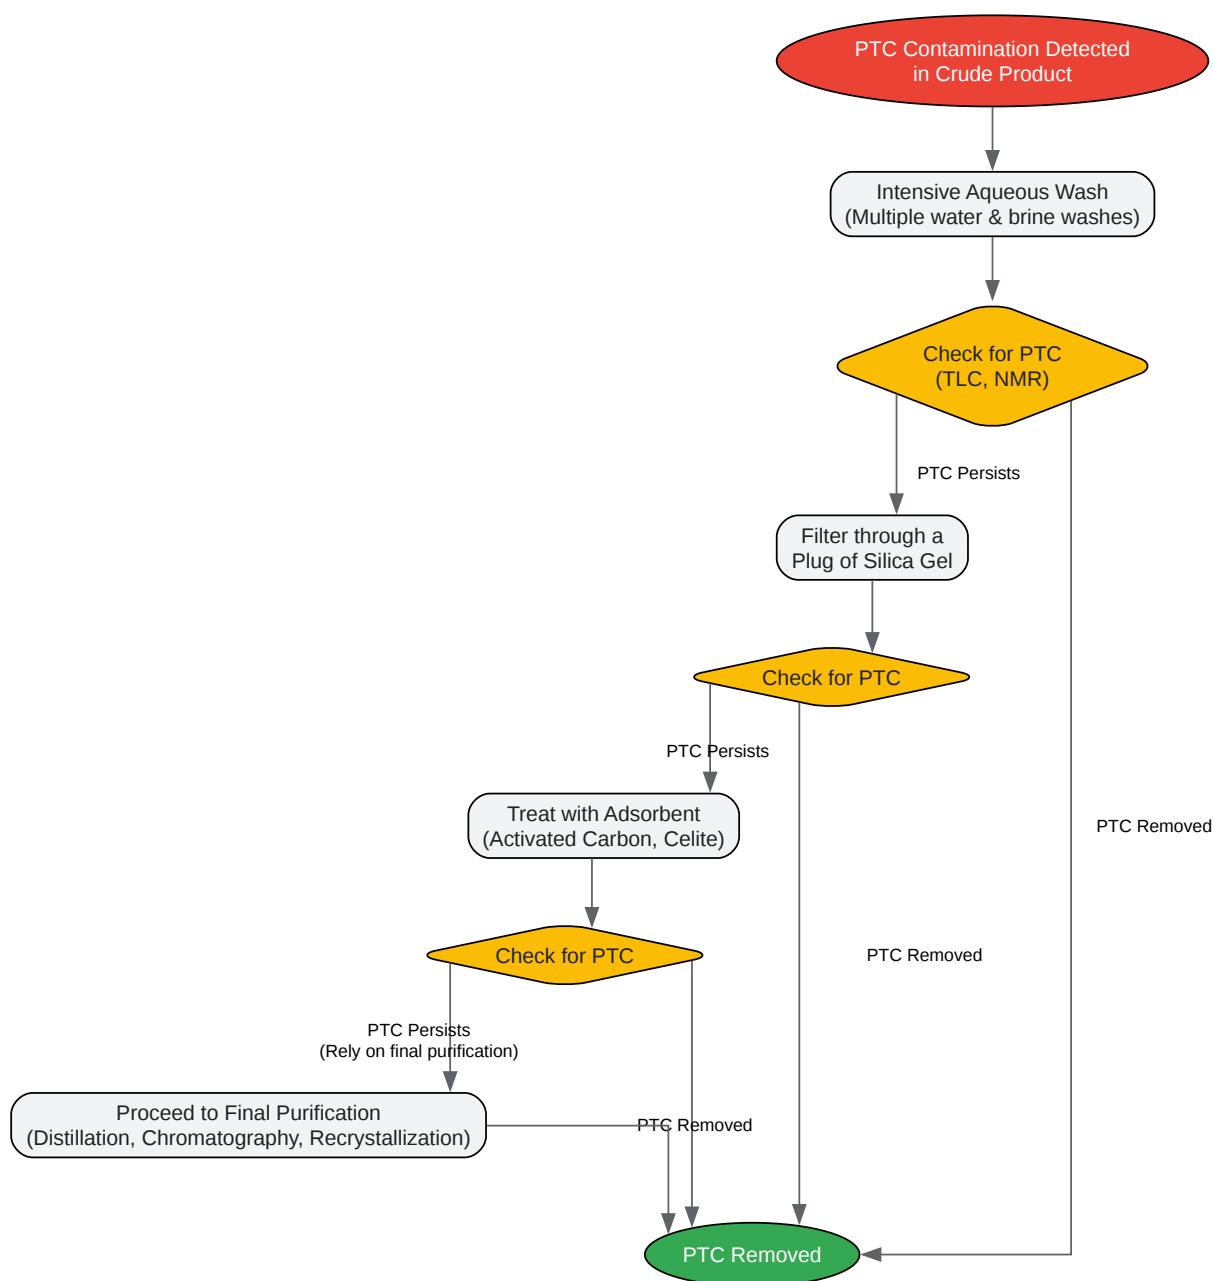 PTC Contamination Detected
in Crude Product
Intensive Aqueous Wash
(Multiple water & brine washes)
Check for PTC
(TLC, NMR)
PTC Persists
Filter through a
Plug of Silica Gel
Check for PTC
PTC Persists
Treat with Adsorbent
(Activated Carbon, Celite)
PTC Removed
Check for PTC
PTC Removed
PTC Persists
(Rely on final purification)
Proceed to Final Purification
(Distillation, Chromatography, Recrystallization)
PTC Removed
PTC Removed